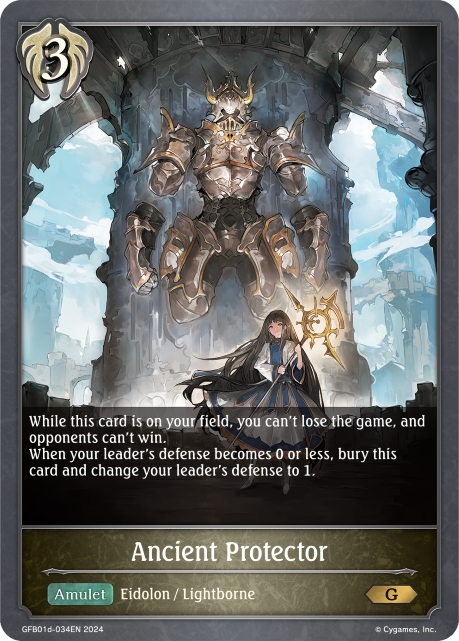 3
While this card is on your field, you can't lose the game, and
opponents can't win.
When your leader's defense becomes 0 or less, bury this
card and change your leader's defense to 1.
Ancient Protector
Amulet Eidolon / Lightborne G
GFB01d-034EN 2024 © Cygames, Inc.